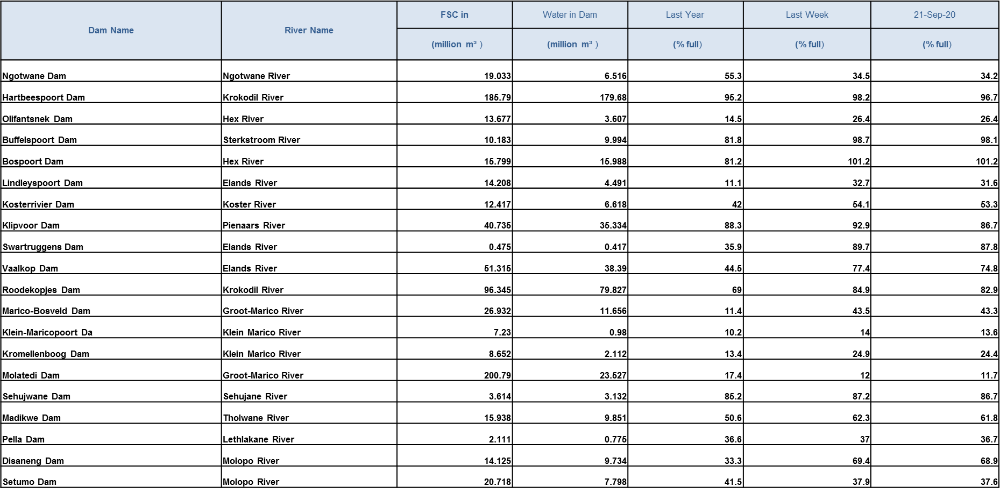 Dam Name River Name FSC in Water in Dam Last Year Last Week 21-Sep-20
(million m³ ) (million m³ ) (% full) (% full) (% full)
Ngotwane Dam Ngotwane River 19.033 6.516 55.3 34.5 34.2
Hartbeespoort Dam Krokodil River 185.79 179.68 95.2 98.2 96.7
Olifantsnek Dam Hex River 13.677 3.607 14.5 26.4 26.4
Buffelspoort Dam Sterkstroom River 10.183 9.994 81.8 98.7 98.1
Bospoort Dam Hex River 15.799 15.988 81.2 101.2 101.2
Lindleyspoort Dam Elands River 14.208 4.491 11.1 32.7 31.6
Kosterrivier Dam Koster River 12.417 6.618 42 54.1 53.3
Klipvoor Dam Pienaars River 40.735 35.334 88.3 92.9 86.7
Swartruggens Dam Elands River 0.475 0.417 35.9 89.7 87.8
Vaalkop Dam Elands River 51.315 38.39 44.5 77.4 74.8
Roodekopjes Dam Krokodil River 96.345 79.827 69 84.9 82.9
Marico-Bosveld Dam Groot-Marico River 26.932 11.656 11.4 43.5 43.3
Klein-Maricopoort Da Klein Marico River 7.23 0.98 10.2 14 13.6
Kromellenboog Dam Klein Marico River 8.652 2.112 13.4 24.9 24.4
Molatedi Dam Groot-Marico River 200.79 23.527 17.4 12 11.7
Sehujwane Dam Sehujane River 3.614 3.132 85.2 87.2 86.7
Madikwe Dam Tholwane River 15.938 9.851 50.6 62.3 61.8
Pella Dam Lethlakane River 2.111 0.775 36.6 37 36.7
Disaneng Dam Molopo River 14.125 9.734 33.3 69.4 68.9
Setumo Dam Molopo River 20.718 7.798 41.5 37.9 37.6